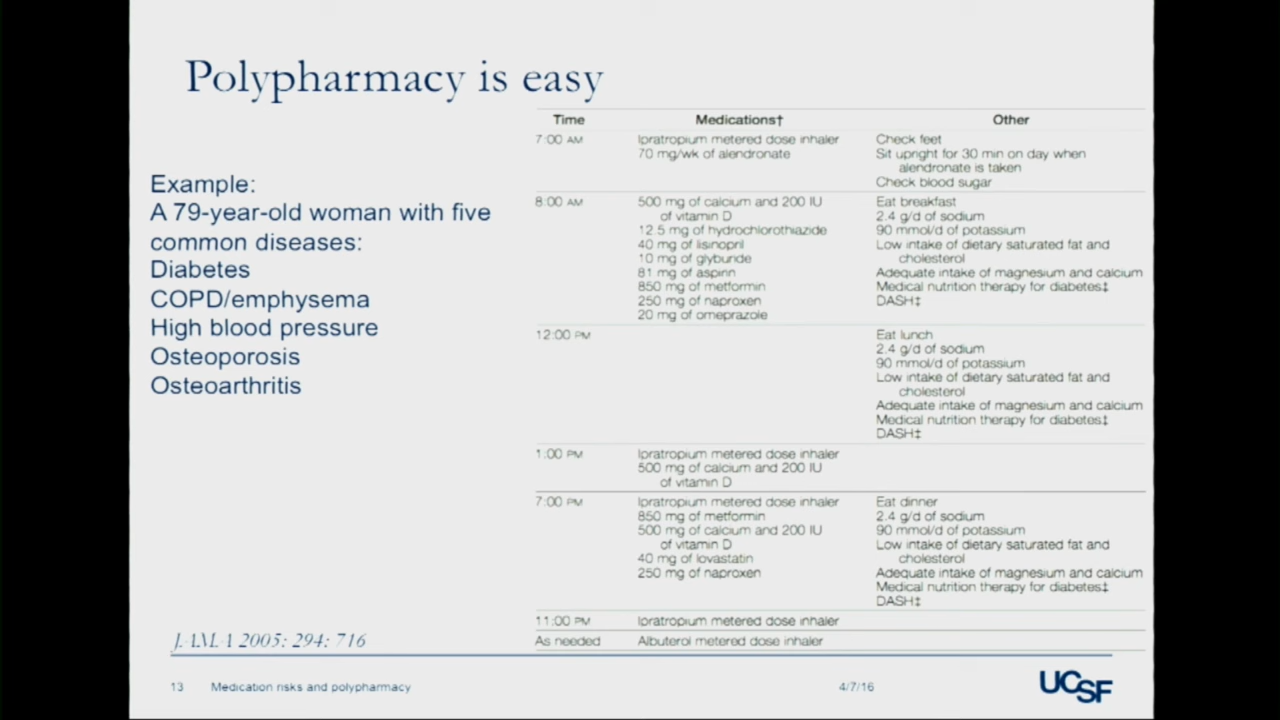 Polypharmacy is easy
Example:
A 79-year-old woman with five
common diseases:
Diabetes
COPD/emphysema
High blood pressure
Osteoporosis
Osteoarthritis
Time Medications† Other
7:00 AM Ipratropium metered dose inhaler Check feet
70 mg/wk of alendronate Sit upright for 30 min on day when
alendronate is taken
Check blood sugar
8:00 AM 500 mg of calcium and 200 IU Eat breakfast
of vitamin D 2.4 g/d of sodium
12.5 mg of hydrochlorothiazide 90 mmol/d of potassium
40 mg of lisinopril Low intake of dietary saturated fat and
10 mg of glyburide cholesterol
81 mg of aspirin Adequate intake of magnesium and calcium
850 mg of metformin Medical nutrition therapy for diabetes‡
250 mg of naproxen DASH‡
20 mg of omeprazole
12:00 PM Eat lunch
2.4 g/d of sodium
90 mmol/d of potassium
Low intake of dietary saturated fat and
cholesterol
Adequate intake of magnesium and calcium
Medical nutrition therapy for diabetes‡
DASH‡
1:00 PM Ipratropium metered dose inhaler
500 mg of calcium and 200 IU
of vitamin D
7:00 PM Ipratropium metered dose inhaler Eat dinner
850 mg of metformin 2.4 g/d of sodium
500 mg of calcium and 200 IU 90 mmol/d of potassium
of vitamin D Low intake of dietary saturated fat and
40 mg of lovastatin cholesterol
250 mg of naproxen Adequate intake of magnesium and calcium
Medical nutrition therapy for diabetes‡
DASH‡
11:00 PM Ipratropium metered dose inhaler
As needed Albuterol metered dose inhaler
JAMA 2005: 294: 716
13 Medication risks and polypharmacy 4/7/16 UCSF